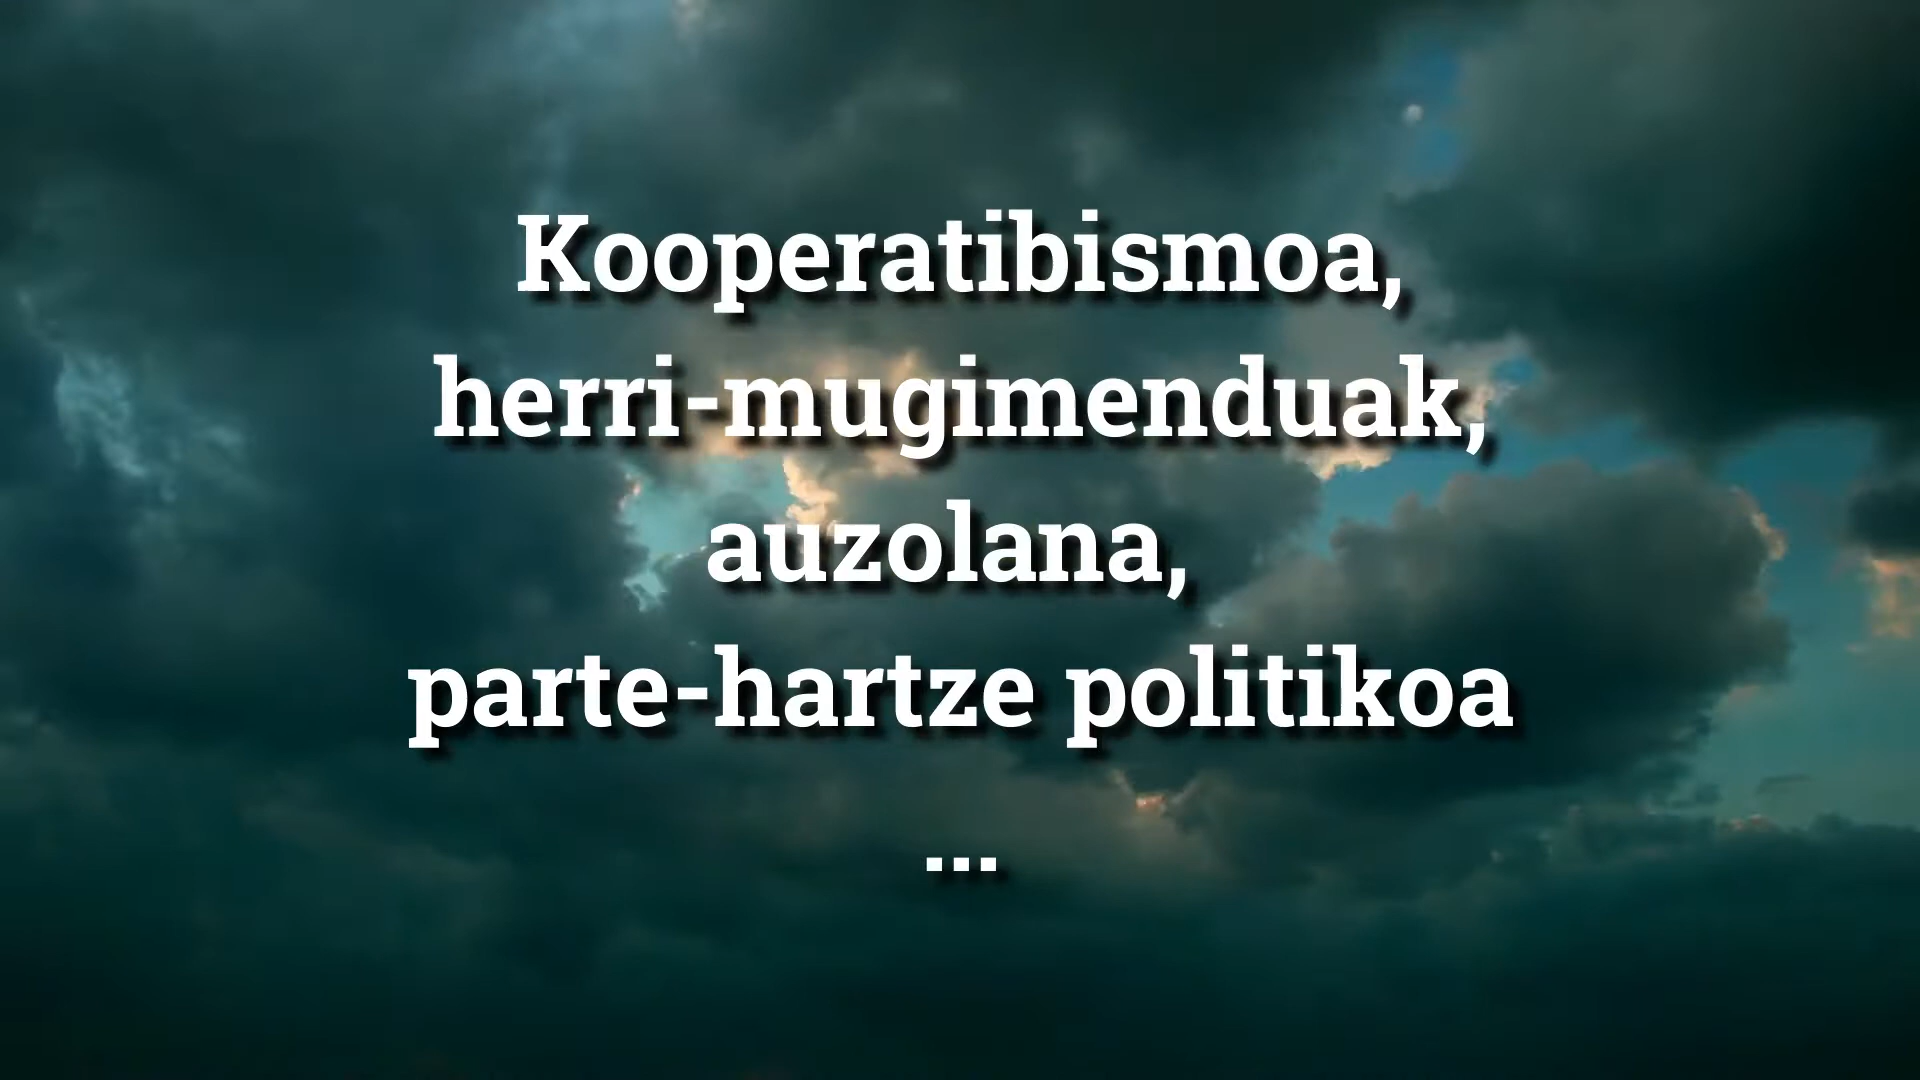 Kooperatibismoa,
herri-mugimenduak,
auzolana,
parte-hartze politikoa
...